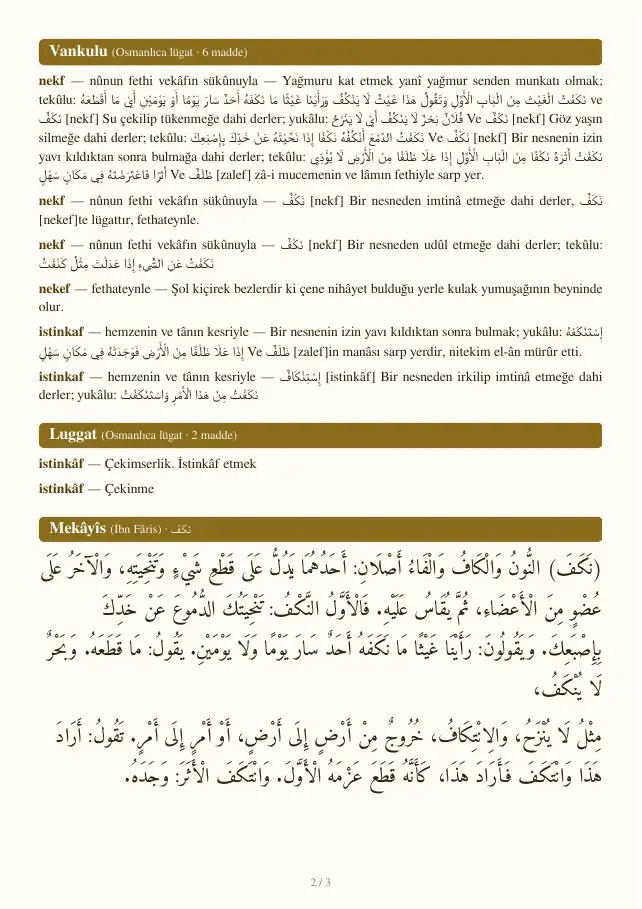 Vankulu (Osmanlıca lügat · 6 madde)
nekf — nûnun fethi vekâfın sükûnuyla — Yağmuru kat etmek yanî yağmur senden munkatı olmak;
tekûlu: نَكَفْتُ الْغَيْثَ مِنَ الْبَابِ الْأَوَّلِ وَتَقُولُ هَذَا غَيْثٌ لَا يَنْكُفُ وَرَأَيْنَا غَيْثًا مَا نَكَفَهُ أَحَدٌ سَارَ يَوْمًا أَوْ يَوْمَيْنِ أَيْ مَا أَقْطَعَهُ ve
نَكْفٌ [nekf] Su çekilip tükenmeğe dahi derler; yukâlu: فُلَانٌ بَحْرٌ لَا يَنْكُفُ أَيْ لَا يَنْزَحُ Ve نَكْفٌ [nekf] Göz yaşın
silmeğe dahi derler; tekûlu: نَكَفْتُ الدَّمْعَ أَنْكُفُهُ نَكْفًا إِذَا نَحَّيْتَهُ عَنْ خَدِّكَ بِإِصْبَعِكَ Ve نَكْفٌ [nekf] Bir nesnenin izin
yavı kıldıktan sonra bulmağa dahi derler; tekûlu: نَكَفْتُ أَثَرَهُ نَكْفًا مِنَ الْبَابِ الْأَوَّلِ إِذَا عَلَا ظَلَفًا مِنَ الْأَرْضِ لَا يُؤَدِّي
أَثَرًا فَاعْتَرَضْتَهُ فِي مَكَانٍ سَهْلٍ Ve ظَلَفٌ [zalef] zâ-i mucemenin ve lâmın fethiyle sarp yer.
nekf — nûnun fethi vekâfın sükûnuyla — نَكْفٌ [nekf] Bir nesneden imtinâ etmeğe dahi derler, نَكَفٌ
[nekef]te lügattır, fethateynle.
nekf — nûnun fethi vekâfın sükûnuyla — نَكْفٌ [nekf] Bir nesneden udûl etmeğe dahi derler; tekûlu:
نَكَفْتُ عَنِ الشَّيْءِ إِذَا عَدَلْتَ مِثْلُ كَنَفْتُ
nekef — fethateynle — Şol kiçirek bezlerdir ki çene nihâyet bulduğu yerle kulak yumuşağının beyninde
olur.
istinkaf — hemzenin ve tânın kesriyle — Bir nesnenin izin yavı kıldıktan sonra bulmak; yukâlu: إِسْتَنْكَفَهُ
إِذَا عَلَا ظَلَفًا مِنَ الْأَرْضِ فَوَجَدَتْهُ فِي مَكَانٍ سَهْلٍ Ve ظَلَفٌ [zalef]in manâsı sarp yerdir, nitekim el-ân mürûr etti.
istinkaf — hemzenin ve tânın kesriyle — إِسْتِنْكَافٌ [istinkâf] Bir nesneden irkilip imtinâ etmeğe dahi
derler; yukâlu: نَكَفْتُ مِنْ هَذَا الْأَمْرِ وَاسْتَنْكَفْتُ
Luggat (Osmanlıca lügat · 2 madde)
istinkâf — Çekimserlik. İstinkâf etmek
istinkâf — Çekinme
Mekâyîs (İbn Fâris) · نكف
(نَكَفَ) النُّونُ وَالْكَافُ وَالْفَاءُ أَصْلَانِ: أَحَدُهُمَا يَدُلُّ عَلَى قَطْعِ شَيْءٍ وَتَنْحِيَتِهِ، وَالْآخَرُ عَلَى
عُضْوٍ مِنَ الْأَعْضَاءِ، ثُمَّ يُقَاسُ عَلَيْهِ. فَالْأَوَّلُ النَّكْفُ: تَنْحِيَتُكَ الدُّمُوعَ عَنْ خَدِّكَ
بِإِصْبَعِكَ. وَيَقُولُونَ: رَأَيْنَا غَيْثًا مَا نَكَفَهُ أَحَدٌ سَارَ يَوْمًا وَلَا يَوْمَيْنِ. يَقُولُ: مَا قَطَعَهُ. وَبَحْرٌ
لَا يُنْكَفُ،
مِثْلُ لَا يُنْزَحُ، وَالِانْتِكَافُ، خُرُوجٌ مِنْ أَرْضٍ إِلَى أَرْضٍ، أَوْ أَمْرٍ إِلَى أَمْرٍ. تَقُولُ: أَرَادَ
هَذَا وَانْتَكَفَ فَأَرَادَ هَذَا، كَأَنَّهُ قَطَعَ عَزْمَهُ الْأَوَّلَ. وَانْتَكَفَ الْأَثَرَ: وَجَدَهُ.
2 / 3